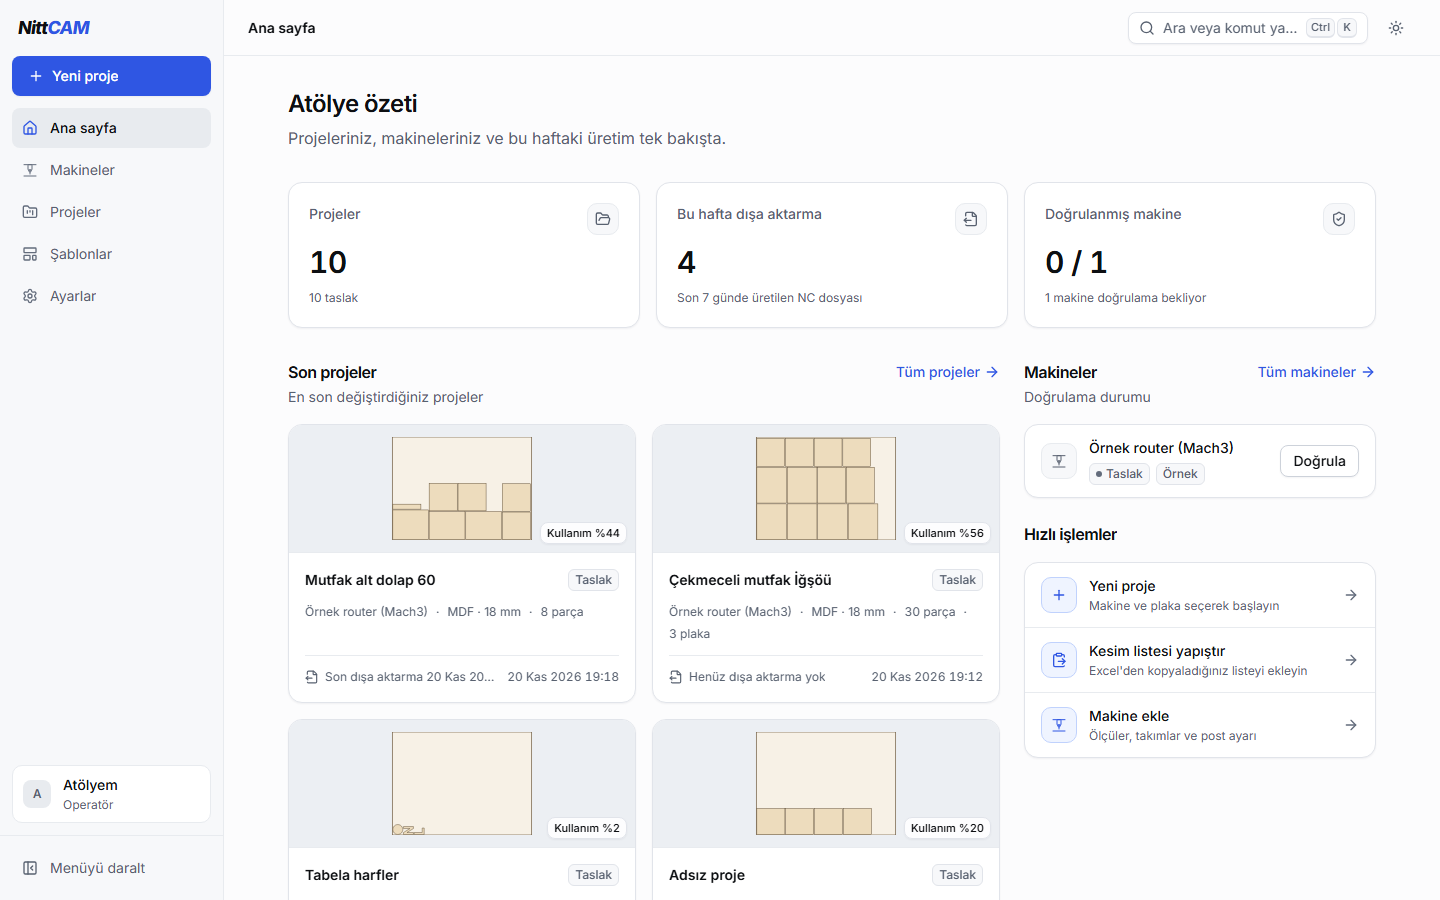 NittCAM
Yeni proje
Ana sayfa
Makineler
Projeler
Şablonlar
Ayarlar
A
Atölyem
Operatör
Menüyü daralt
Ana sayfa
Ara veya komut ya...
Ctrl
K
Atölye özeti
Projeleriniz, makineleriniz ve bu haftaki üretim tek bakışta.
Projeler
10
10 taslak
Bu hafta dışa aktarma
4
Son 7 günde üretilen NC dosyası
Doğrulanmış makine
0 / 1
1 makine doğrulama bekliyor
Son projeler
Tüm projeler
En son değiştirdiğiniz projeler
Kullanım %44
Mutfak alt dolap 60
Taslak
Örnek router (Mach3) · MDF · 18 mm · 8 parça
Son dışa aktarma 20 Kas 20...
20 Kas 2026 19:18
Kullanım %56
Çekmeceli mutfak İğşöü
Taslak
Örnek router (Mach3) · MDF · 18 mm · 30 parça ·
3 plaka
Henüz dışa aktarma yok
20 Kas 2026 19:12
Kullanım %2
Tabela harfler
Taslak
Kullanım %20
Adsız proje
Taslak
Makineler
Tüm makineler
Doğrulama durumu
Örnek router (Mach3)
Taslak
Örnek
Doğrula
Hızlı işlemler
Yeni proje
Makine ve plaka seçerek başlayın
Kesim listesi yapıştır
Excel'den kopyaladığınız listeyi ekleyin
Makine ekle
Ölçüler, takımlar ve post ayarı